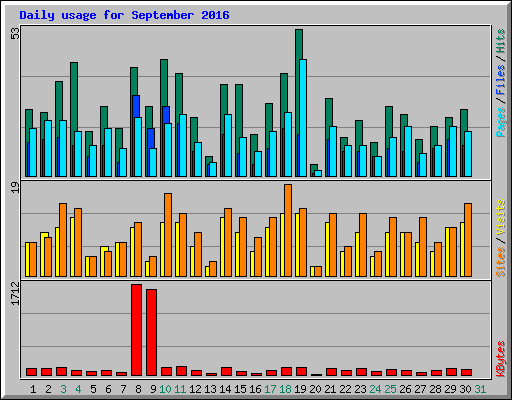 Daily usage for September 2016
53
Pages/Files/Hits
19
Sites/Visits
1712
KBytes
1 2 3 4 5 6 7 8 9 10 11 12 13 14 15 16 17 18 19 20 21 22 23 24 25 26 27 28 29 30 31